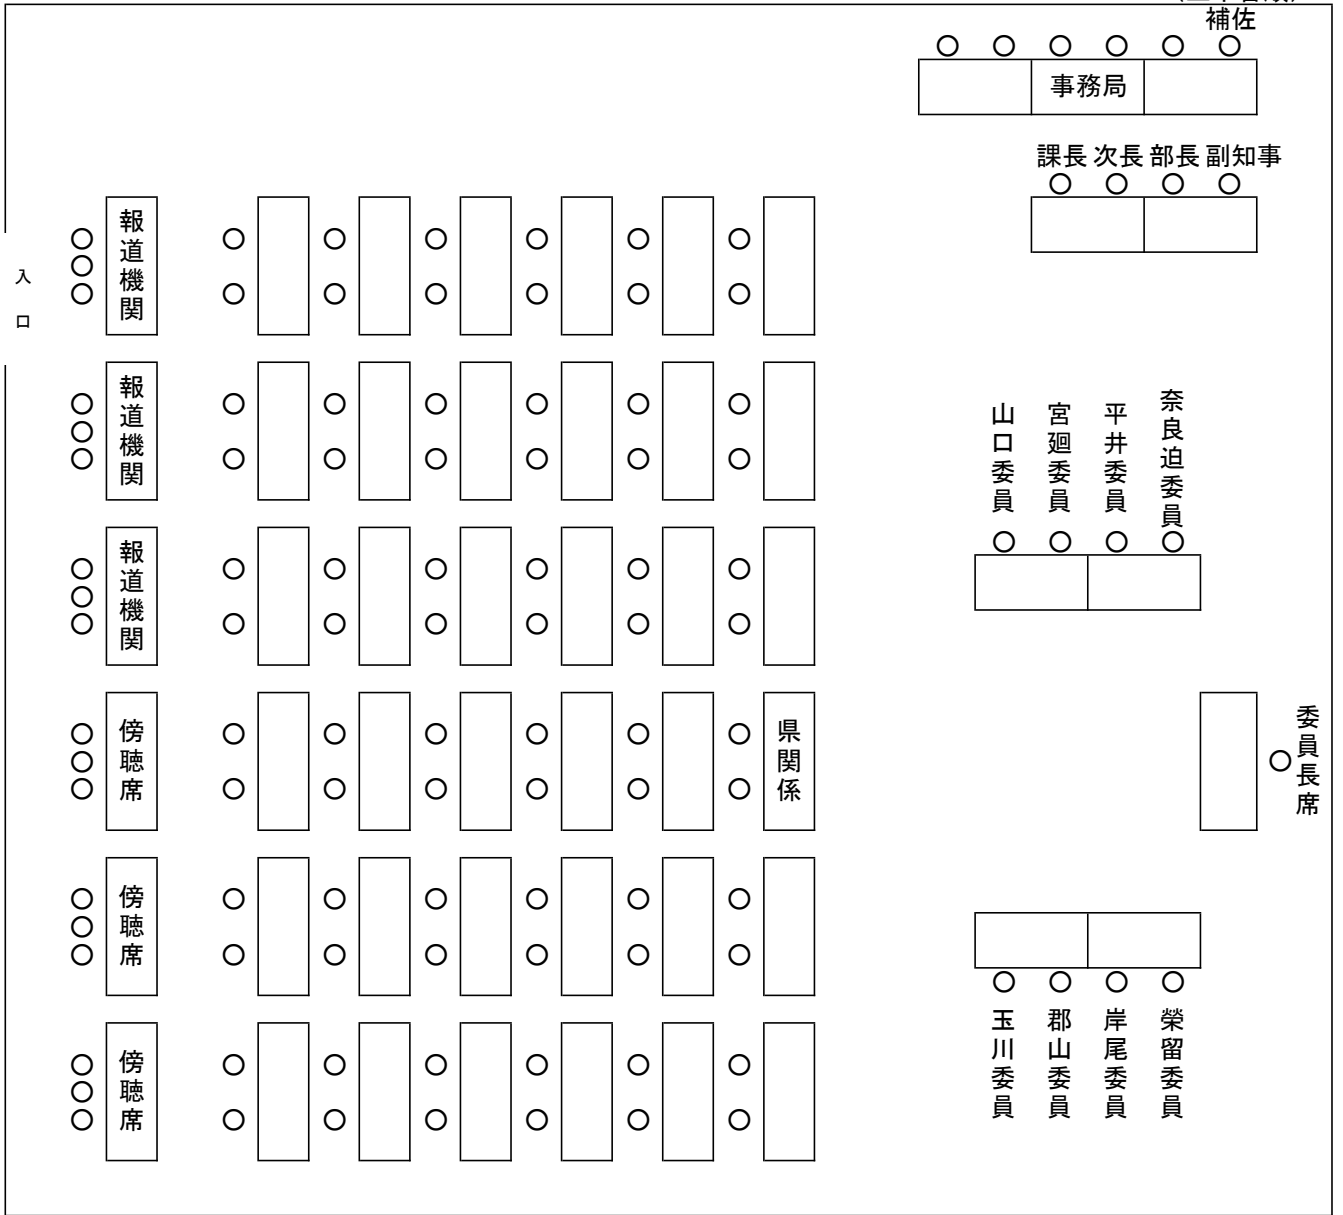 補佐
事務局
課長 次長 部長 副知事
入口
報道機関
報道機関
報道機関
傍聴席
傍聴席
傍聴席
県関係
山口委員
宮廻委員
平井委員
奈良迫委員
委員長席
玉川委員
郡山委員
岸尾委員
榮留委員